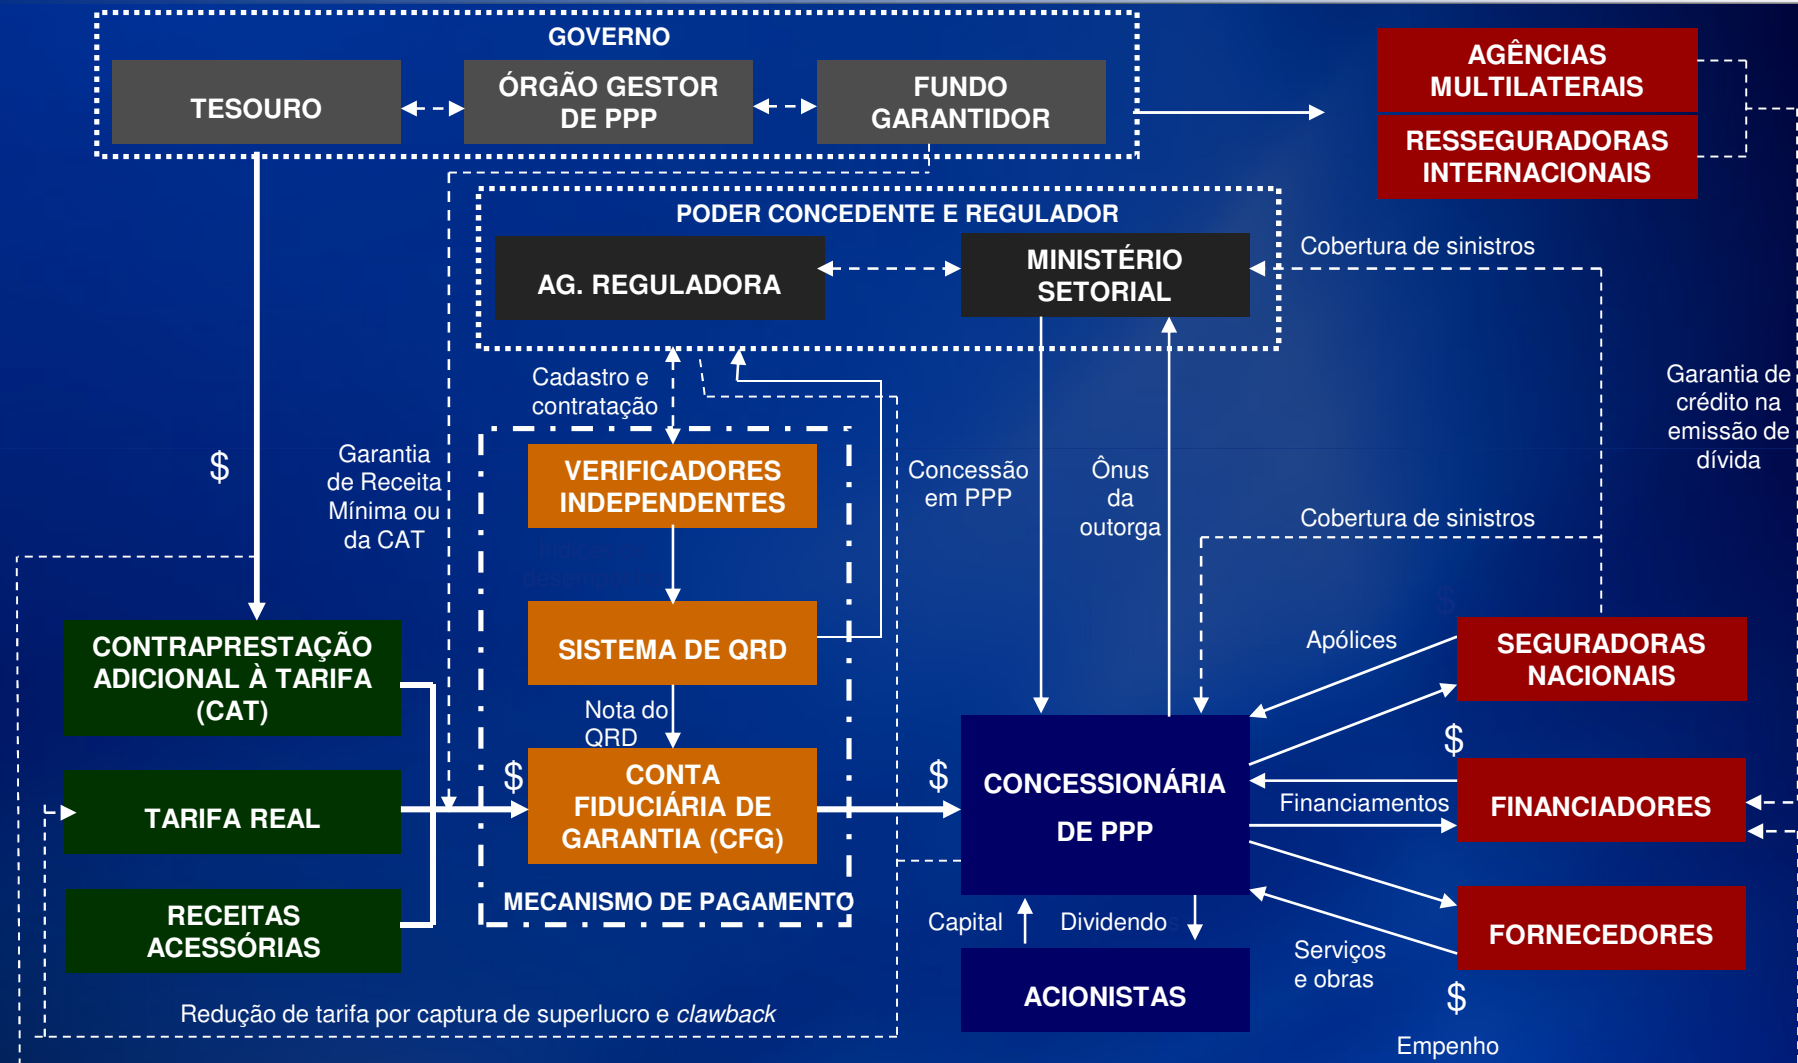 GOVERNO
TESOURO
ÓRGÃO GESTOR
DE PPP
FUNDO
GARANTIDOR
AGÊNCIAS
MULTILATERAIS
RESSEGURADORAS
INTERNACIONAIS
PODER CONCEDENTE E REGULADOR
AG. REGULADORA
MINISTÉRIO
SETORIAL
Cobertura de sinistros
Cadastro e
contratação
Garantia de
crédito na
emissão de
dívida
$
Garantia
de Receita
Mínima ou
da CAT
VERIFICADORES
INDEPENDENTES
Concessão
em PPP
Ônus
da
outorga
Cobertura de sinistros
$
CONTRAPRESTAÇÃO
ADICIONAL À TARIFA
(CAT)
SISTEMA DE QRD
Apólices
SEGURADORAS
NACIONAIS
Nota do
QRD
TARIFA REAL
$
CONTA
FIDUCIÁRIA DE
GARANTIA (CFG)
$
CONCESSIONÁRIA
DE PPP
$
Financiamentos
FINANCIADORES
RECEITAS
ACESSÓRIAS
MECANISMO DE PAGAMENTO
Capital
Dividendo
Serviços
e obras
FORNECEDORES
ACIONISTAS
$
Redução de tarifa por captura de superlucro e clawback
Empenho